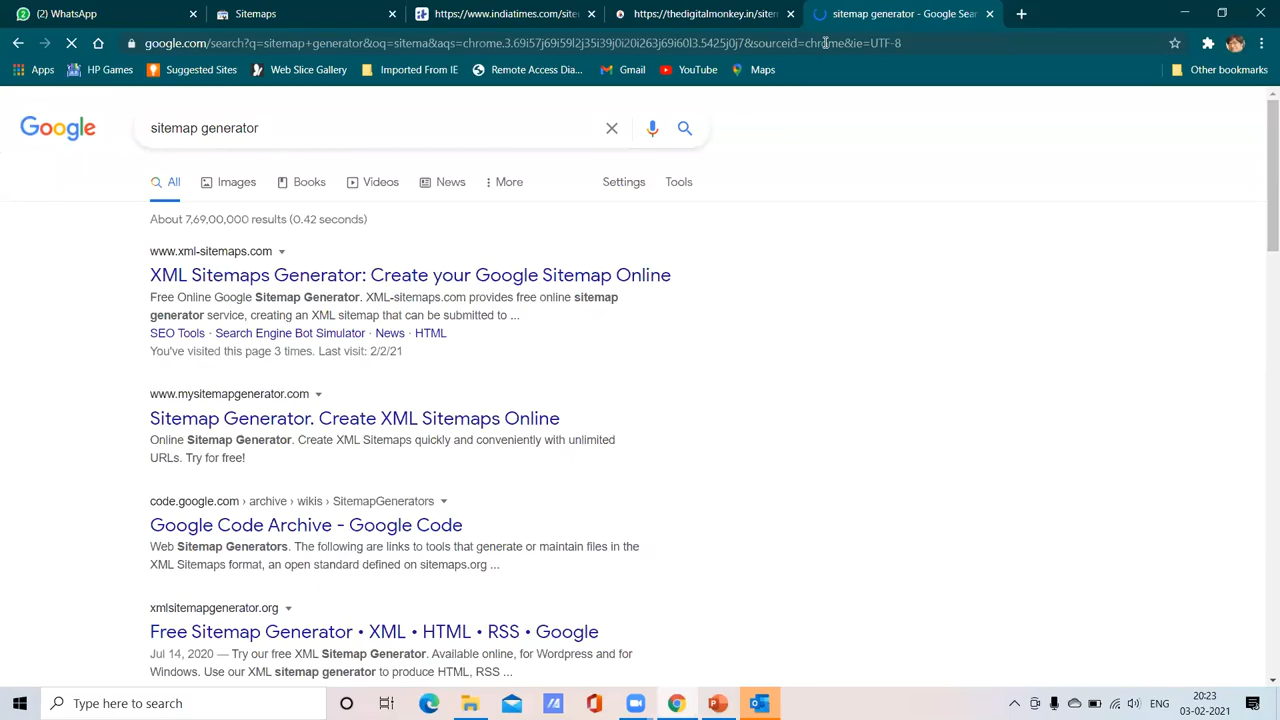 2
Sitemaps
https://www.indiatimes.com/site
https://thedigitalmonkey.in/sitem
sitemap generator - Google Sear
google.com/search?q=sitemap+generator&oq=sitema&aqs=chrome.3.69i57j69i59l2j35i39j0i20i263j69i60l3.5425j0j7&sourceid=chrome&ie=UTF-8
Apps
HP Games
Suggested Sites
Web Slice Gallery
Imported From IE
Remote Access Dia...
Gmail
YouTube
Maps
Other bookmarks
Google
sitemap generator
All
Images
Books
Videos
News
More
Settings
Tools
About 7,69,00,000 results (0.42 seconds)
www.xml-sitemaps.com
XML Sitemaps Generator: Create your Google Sitemap Online
Free Online Google Sitemap Generator. XML-sitemaps.com provides free online sitemap
generator service, creating an XML sitemap that can be submitted to ...
SEO Tools · Search Engine Bot Simulator · News · HTML
You've visited this page 3 times. Last visit: 2/2/21
www.mysitemapgenerator.com
Sitemap Generator. Create XML Sitemaps Online
Online Sitemap Generator. Create XML Sitemaps quickly and conveniently with unlimited
URLs. Try for free!
code.google.com › archive › wikis › SitemapGenerators
Google Code Archive - Google Code
Web Sitemap Generators. The following are links to tools that generate or maintain files in the
XML Sitemaps format, an open standard defined on sitemaps.org ...
xmlsitemapgenerator.org
Free Sitemap Generator • XML • HTML • RSS • Google
Jul 14, 2020 — Try our free XML Sitemap Generator. Available online, for Wordpress and for
Windows. Use our XML sitemap generator to produce HTML, RSS ...
Type here to search
ENG
20:23
03-02-2021